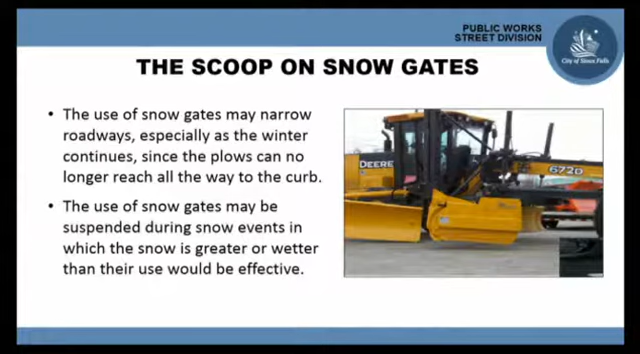 PUBLIC WORKS
STREET DIVISION
City of Sioux Falls
THE SCOOP ON SNOW GATES
• The use of snow gates may narrow
roadways, especially as the winter
continues, since the plows can no
longer reach all the way to the curb.
• The use of snow gates may be
suspended during snow events in
which the snow is greater or wetter
than their use would be effective.
DEERE
672D